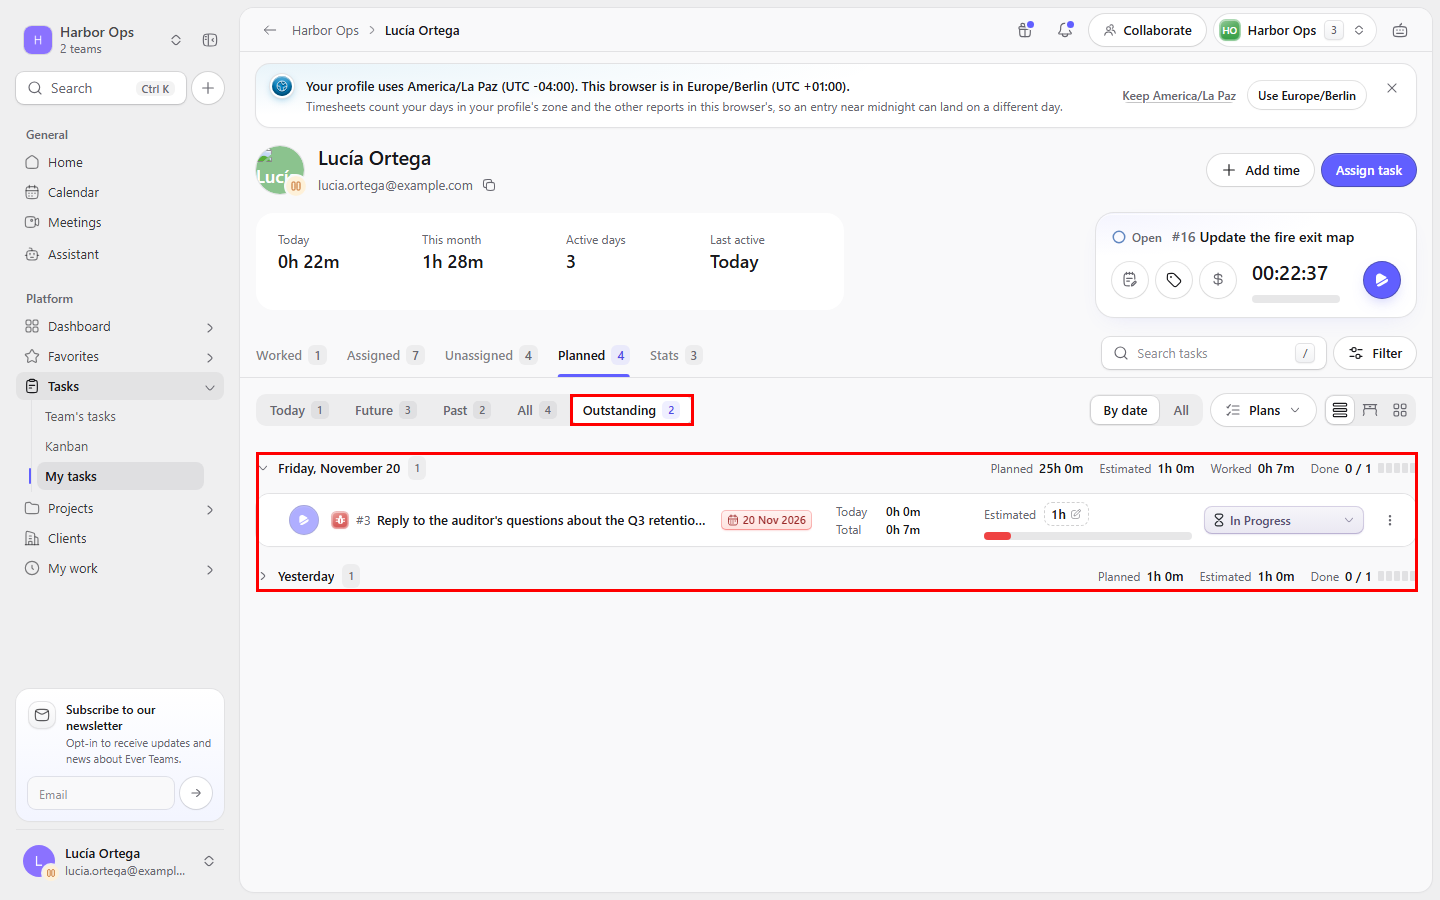 H
Harbor Ops
2 teams
Search
Ctrl K
General
Home
Calendar
Meetings
Assistant
Platform
Dashboard
Favorites
Tasks
Team's tasks
Kanban
My tasks
Projects
Clients
My work
Subscribe to our
newsletter
Opt-in to receive updates and
news about Ever Teams.
Email
L
Lucía Ortega
lucia.ortega@exampl...
Harbor Ops
Lucía Ortega
Collaborate
HO
Harbor Ops
3
Your profile uses America/La Paz (UTC -04:00). This browser is in Europe/Berlin (UTC +01:00).
Timesheets count your days in your profile's zone and the other reports in this browser's, so an entry near midnight can land on a different day.
Keep America/La Paz
Use Europe/Berlin
Lucía Ortega
lucia.ortega@example.com
Add time
Assign task
Today
0h 22m
This month
1h 28m
Active days
3
Last active
Today
Open
#16 Update the fire exit map
$
00:22:37
Worked 1
Assigned 7
Unassigned 4
Planned 4
Stats 3
Search tasks
/
Filter
Today 1
Future 3
Past 2
All 4
Outstanding 2
By date
All
Plans
Friday, November 20 1
Planned 25h 0m
Estimated 1h 0m
Worked 0h 7m
Done 0 / 1
#3 Reply to the auditor's questions about the Q3 retentio...
20 Nov 2026
Today 0h 0m
Total 0h 7m
Estimated 1h
In Progress
Yesterday 1
Planned 1h 0m
Estimated 1h 0m
Done 0 / 1